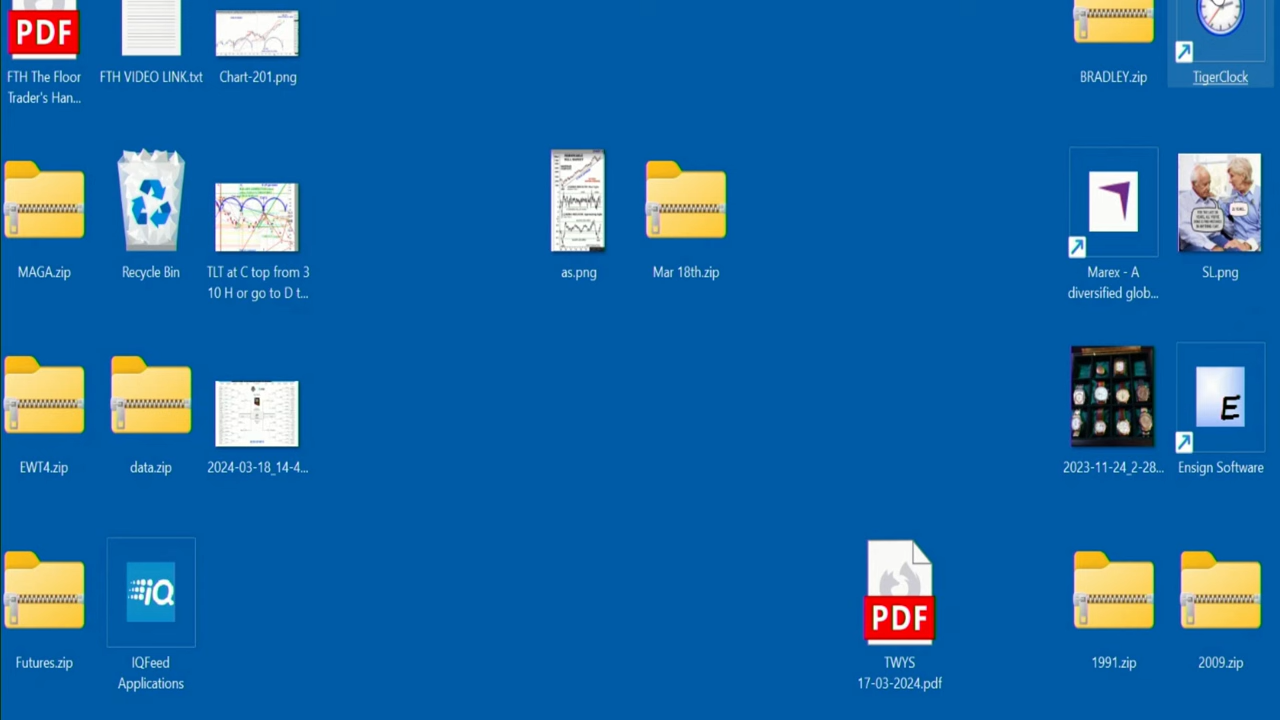 PDF
FTH The Floor
Trader's Han...
FTH VIDEO LINK.txt
Chart-201.png
BRADLEY.zip
TigerClock
MAGA.zip
Recycle Bin
TLT at C top from 3
10 H or go to D t...
as.png
Mar 18th.zip
Marex - A
diversified glob...
SL.png
EWT4.zip
data.zip
2024-03-18_14-4...
2023-11-24_2-28...
E
Ensign Software
Futures.zip
iQ
IQFeed
Applications
PDF
TWYS
17-03-2024.pdf
1991.zip
2009.zip